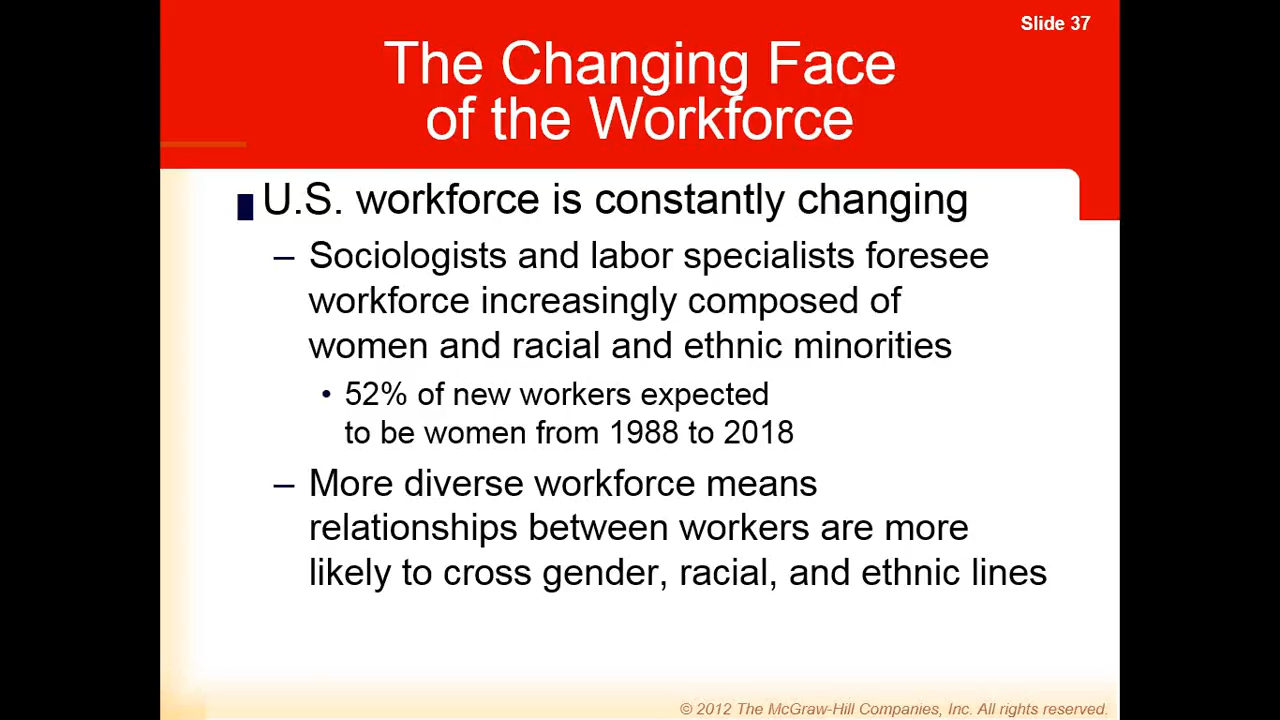 Slide 37
The Changing Face
of the Workforce
U.S. workforce is constantly changing
– Sociologists and labor specialists foresee
workforce increasingly composed of
women and racial and ethnic minorities
• 52% of new workers expected
to be women from 1988 to 2018
– More diverse workforce means
relationships between workers are more
likely to cross gender, racial, and ethnic lines
© 2012 The McGraw-Hill Companies, Inc. All rights reserved.